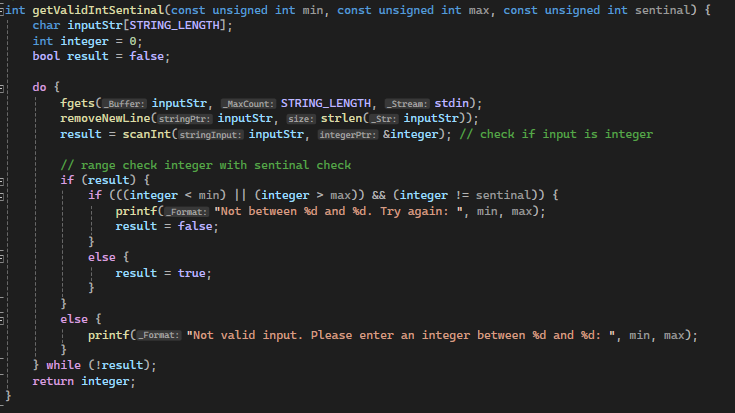 int getValidIntSentinal(const unsigned int min, const unsigned int max, const unsigned int sentinal) {
char inputStr[STRING_LENGTH];
int integer = 0;
bool result = false;
do {
fgets(_Buffer: inputStr, _MaxCount: STRING_LENGTH, _Stream: stdin);
removeNewLine(stringPtr: inputStr, size: strlen(_Str: inputStr));
result = scanInt(stringInput: inputStr, integerPtr: &integer); // check if input is integer
// range check integer with sentinal check
if (result) {
if (((integer < min) || (integer > max)) && (integer != sentinal)) {
printf(_Format: "Not between %d and %d. Try again: ", min, max);
result = false;
}
else {
result = true;
}
}
else {
printf(_Format: "Not valid input. Please enter an integer between %d and %d: ", min, max);
}
} while (!result);
return integer;
}